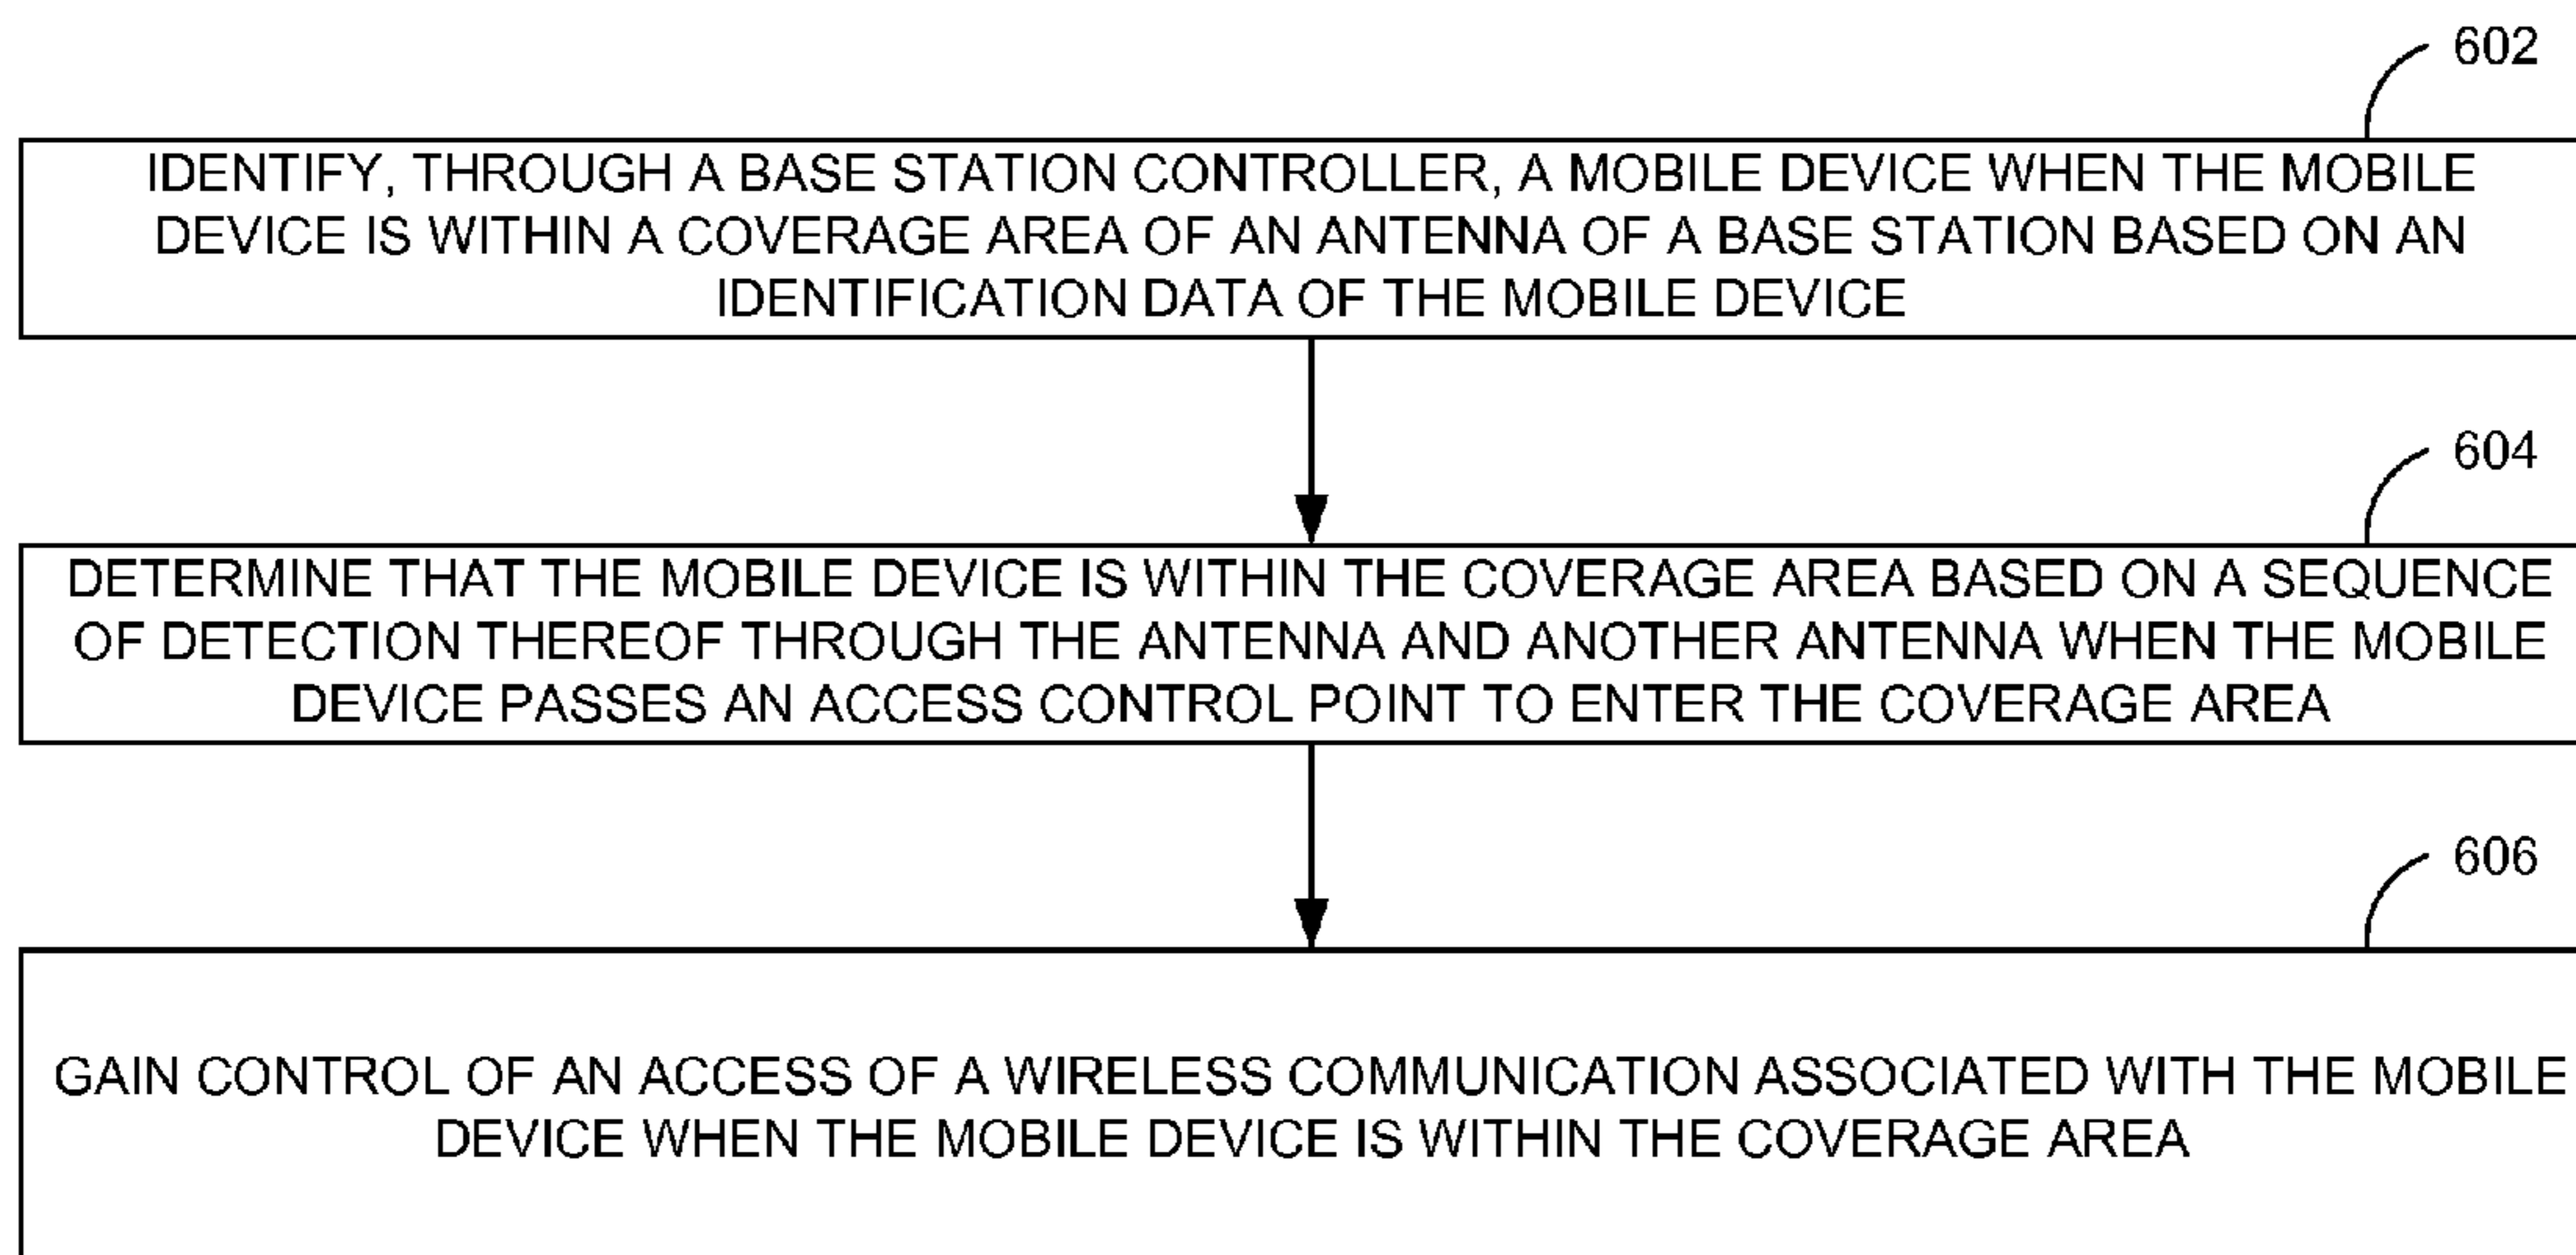 602
IDENTIFY, THROUGH A BASE STATION CONTROLLER, A MOBILE DEVICE WHEN THE MOBILE
DEVICE IS WITHIN A COVERAGE AREA OF AN ANTENNA OF A BASE STATION BASED ON AN
IDENTIFICATION DATA OF THE MOBILE DEVICE
604
DETERMINE THAT THE MOBILE DEVICE IS WITHIN THE COVERAGE AREA BASED ON A SEQUENCE
OF DETECTION THEREOF THROUGH THE ANTENNA AND ANOTHER ANTENNA WHEN THE MOBILE
DEVICE PASSES AN ACCESS CONTROL POINT TO ENTER THE COVERAGE AREA
606
GAIN CONTROL OF AN ACCESS OF A WIRELESS COMMUNICATION ASSOCIATED WITH THE MOBILE
DEVICE WHEN THE MOBILE DEVICE IS WITHIN THE COVERAGE AREA